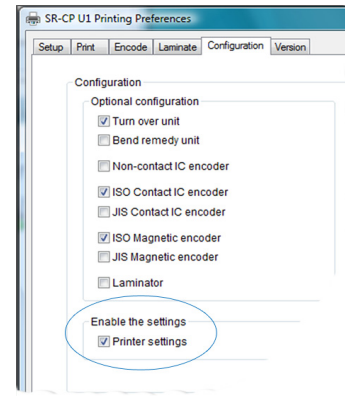 SR-CP U1 Printing Preferences
Setup Print Encode Laminate Configuration Version
Configuration
Optional configuration
Turn over unit
Bend remedy unit
Non-contact IC encoder
ISO Contact IC encoder
JIS Contact IC encoder
ISO Magnetic encoder
JIS Magnetic encoder
Laminator
Enable the settings
Printer settings